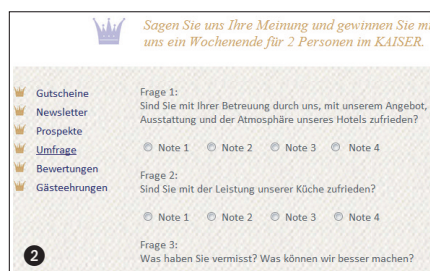 Sagen Sie uns Ihre Meinung und gewinnen Sie mi
uns ein Wochenende für 2 Personen im KAISER.
Gutscheine
Newsletter
Prospekte
Umfrage
Bewertungen
Gästeehrungen
Frage 1:
Sind Sie mit Ihrer Betreuung durch uns, mit unserem Angebot,
Ausstattung und der Atmosphäre unseres Hotels zufrieden?
Note 1 Note 2 Note 3 Note 4
Frage 2:
Sind Sie mit der Leistung unserer Küche zufrieden?
Note 1 Note 2 Note 3 Note 4
Frage 3:
Was haben Sie vermisst? Was können wir besser machen?
2